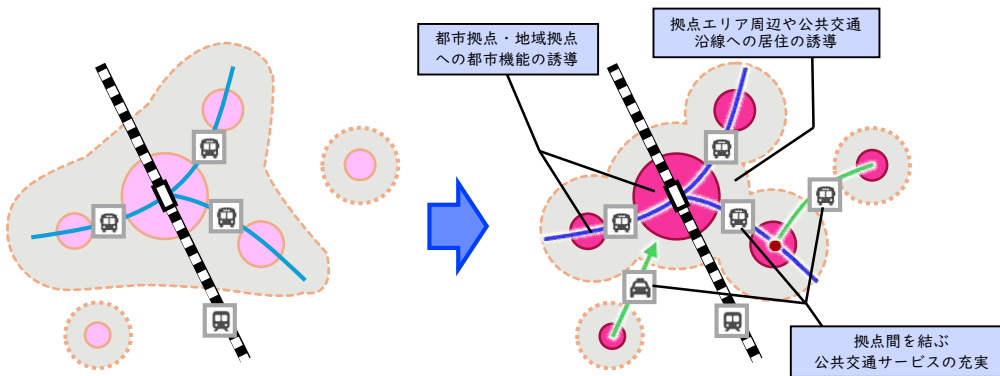 都市拠点・地域拠点
への都市機能の誘導
拠点エリア周辺や公共交通
沿線への居住の誘導
拠点間を結ぶ
公共交通サービスの充実